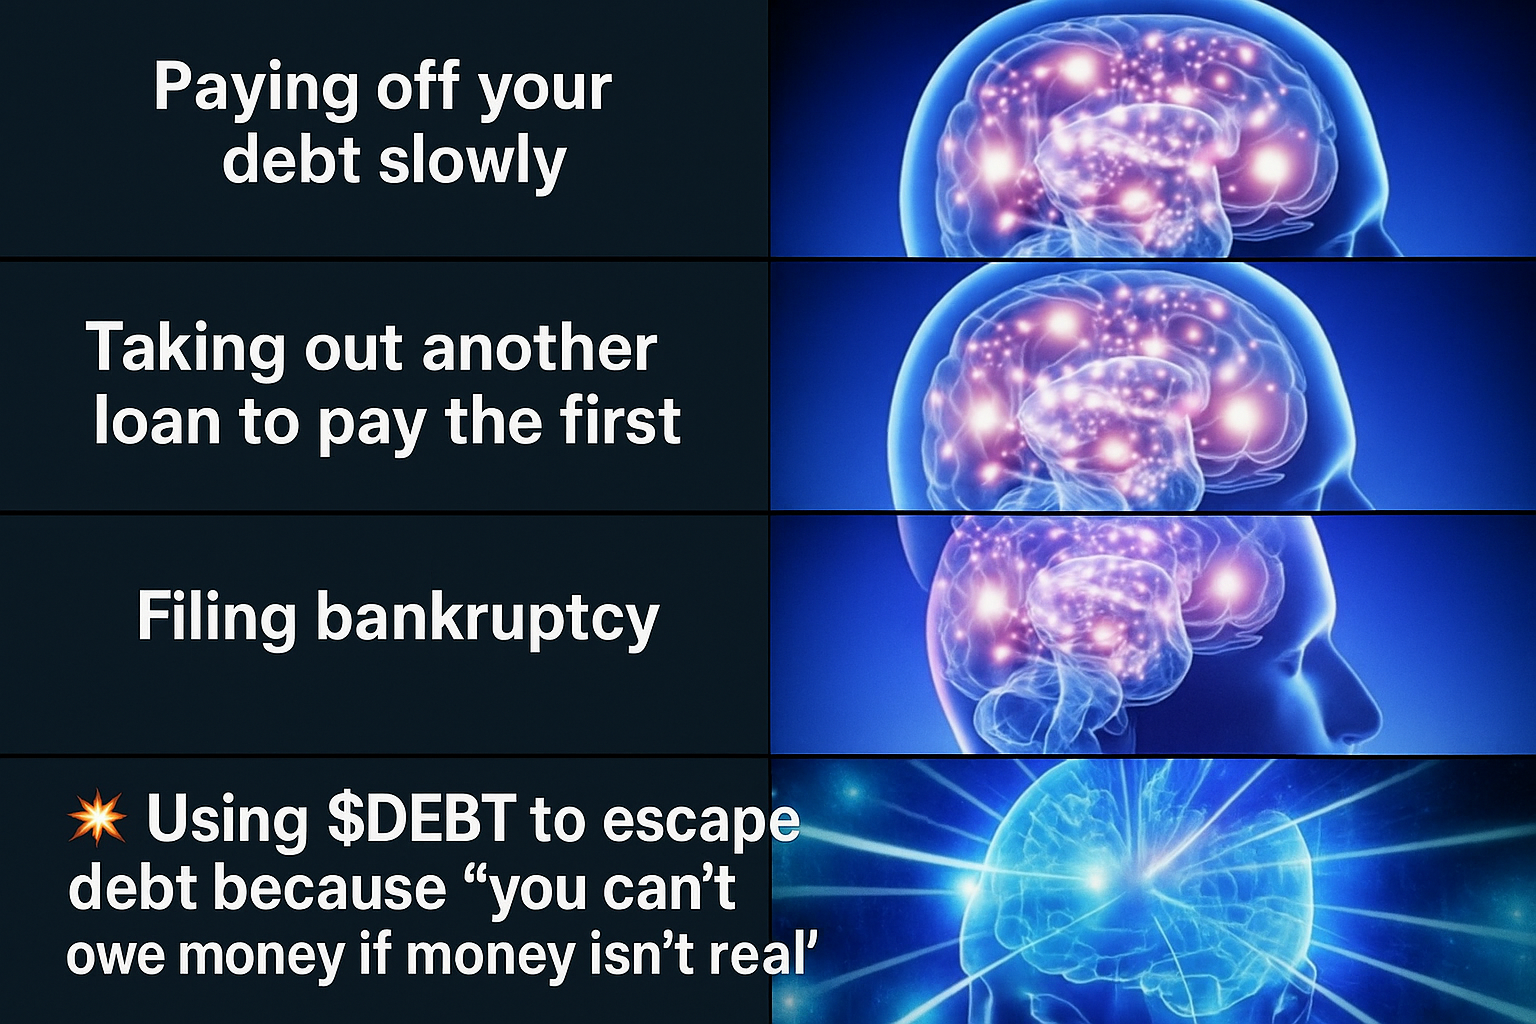 Paying off your
debt slowly
Taking out another
loan to pay the first
Filing bankruptcy
💥 Using $DEBT to escape
debt because “you can’t
owe money if money isn’t real’